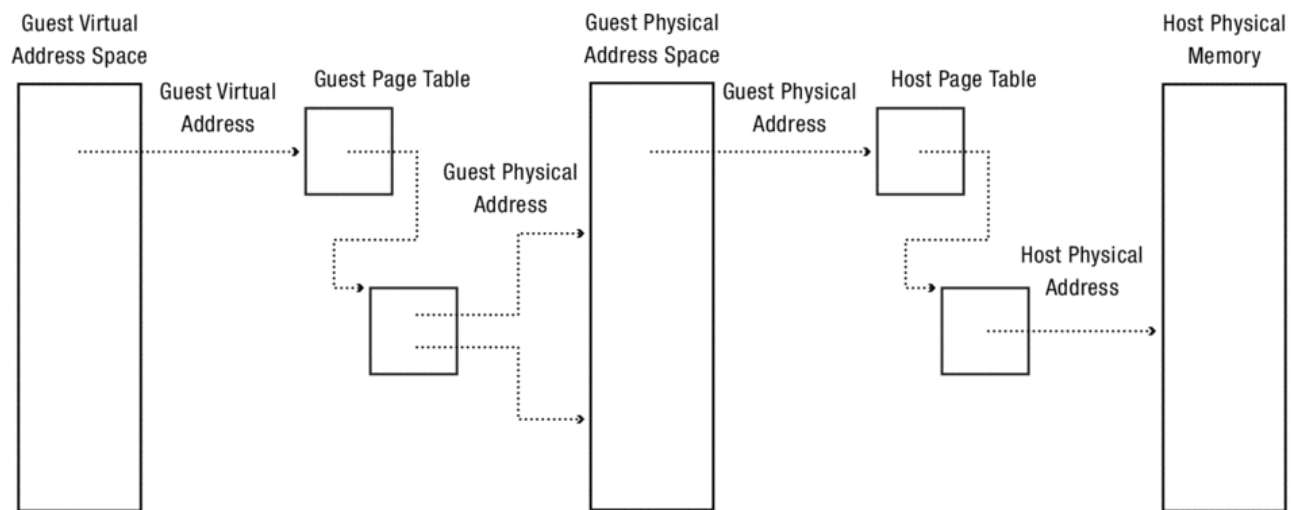 Guest Virtual
Address Space
Guest Virtual
Address
Guest Page Table
Guest Physical
Address
Guest Physical
Address Space
Guest Physical
Address
Host Page Table
Host Physical
Address
Host Physical
Memory